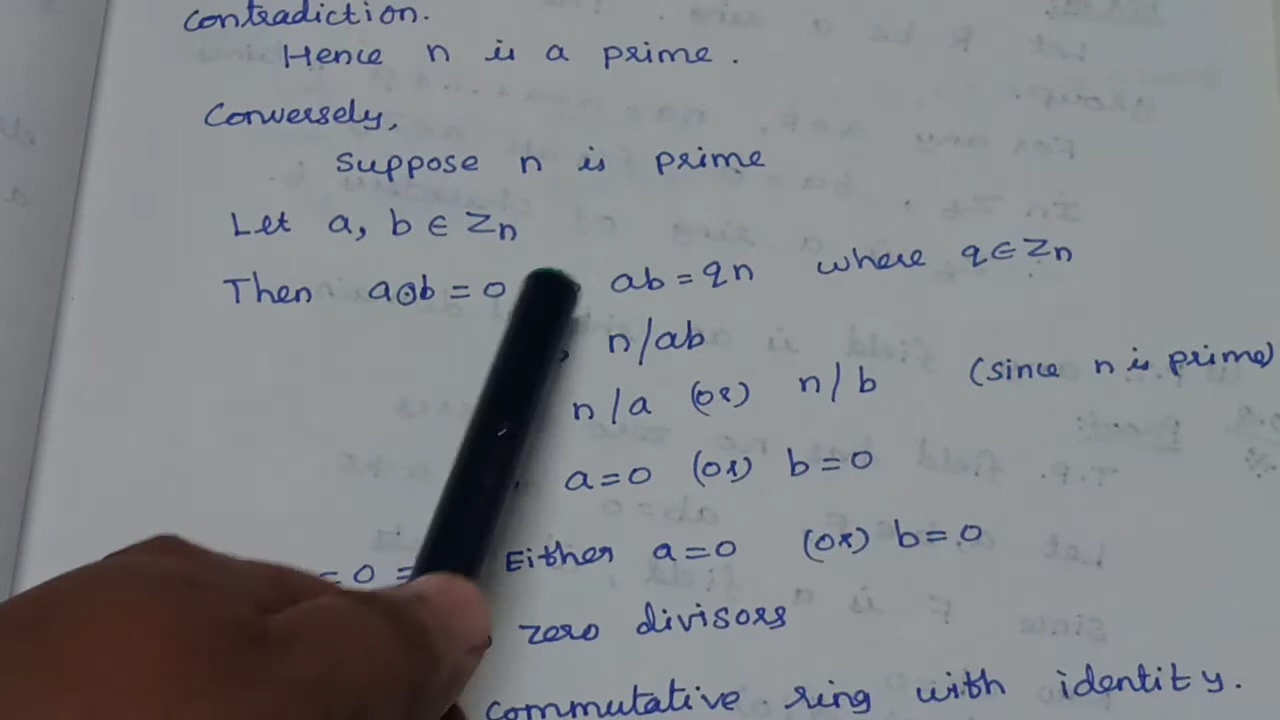 contradiction.
Hence n is a prime.
Conversely,
Suppose n is prime
Let a, b ∈ Zn
Then a⊙b = 0 ab = qn where q ∈ Zn
n/ab
n/a (or) n/b (since n is prime)
a=0 (or) b=0
=0 = Either a=0 (or) b=0
zero divisors
commutative ring with identity.